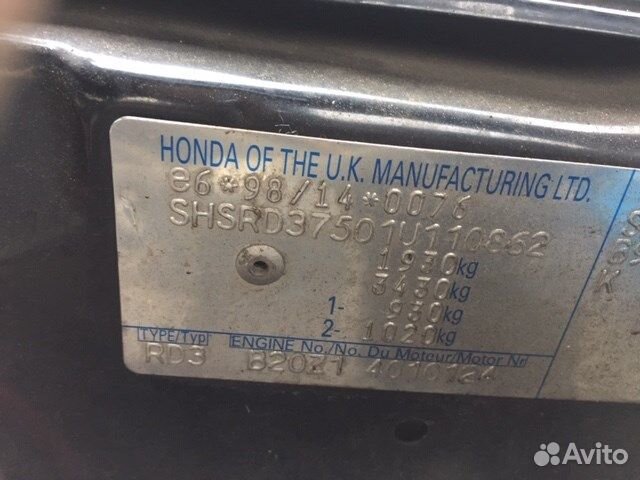 HONDA OF THE U.K. MANUFACTURING LTD.
e6*98/14*0076
SHSRD37501U110862
1930kg
3430kg
1- 930kg
2- 1020kg
TYPE/Typ ENGINE No./No. Du Moteur/Motor Nr
RD3 B20Z1 4010124
Avito